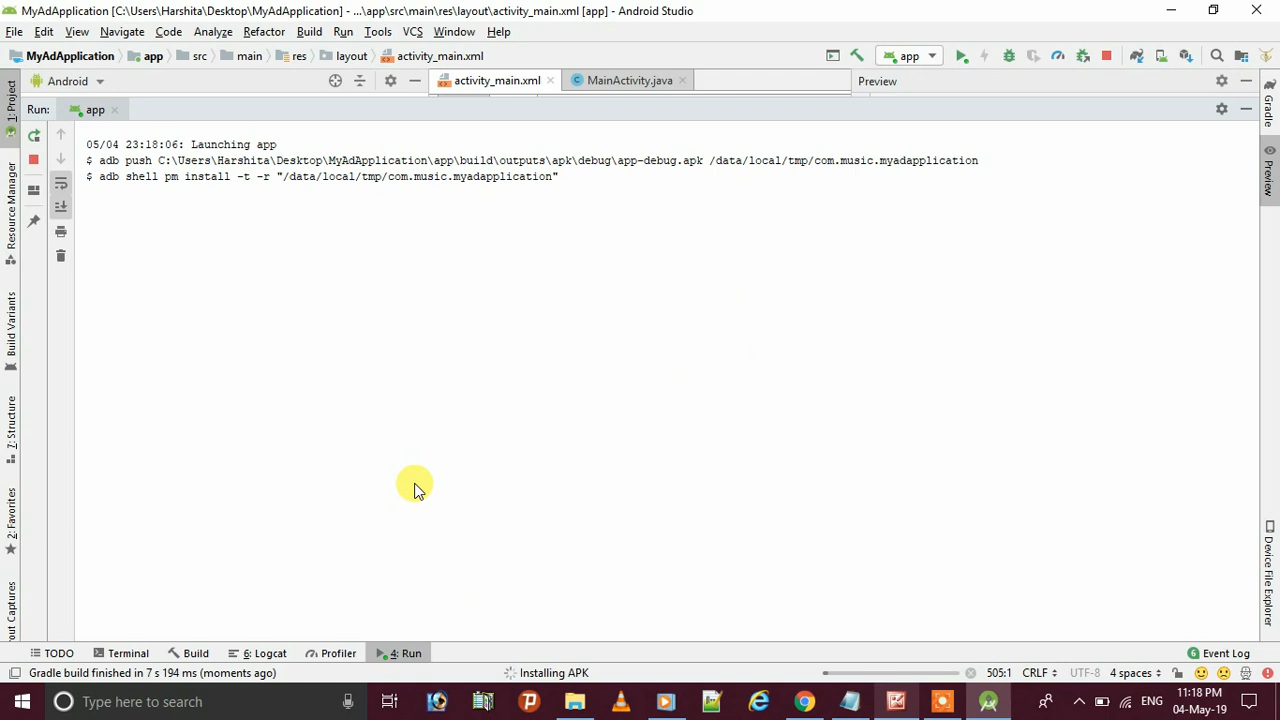 MyAdApplication [C:\Users\Harshita\Desktop\MyAdApplication] - ...\app\src\main\res\layout\activity_main.xml [app] - Android Studio
File Edit View Navigate Code Analyze Refactor Build Run Tools VCS Window Help
MyAdApplication app src main res layout activity_main.xml app
Android activity_main.xml MainActivity.java Preview
Run: app
05/04 23:18:06: Launching app
$ adb push C:\Users\Harshita\Desktop\MyAdApplication\app\build\outputs\apk\debug\app-debug.apk /data/local/tmp/com.music.myadapplication
$ adb shell pm install -t -r "/data/local/tmp/com.music.myadapplication"
1: Project
Resource Manager
Build Variants
7: Structure
2: Favorites
out Captures
Gradle
Preview
Device File Explorer
TODO Terminal Build 6: Logcat Profiler 4: Run 6 Event Log
Gradle build finished in 7 s 194 ms (moments ago) Installing APK 505:1 CRLF UTF-8 4 spaces
Type here to search ENG 11:18 PM
04-May-19